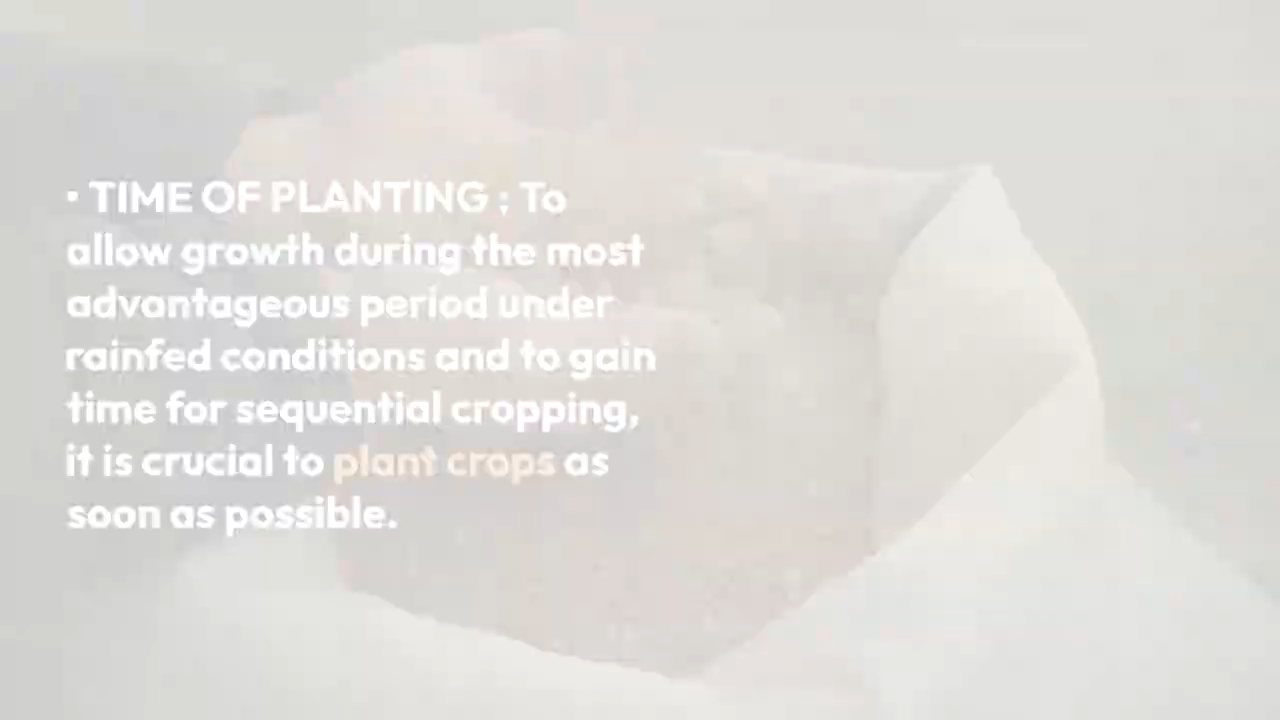 • TIME OF PLANTING ; To
allow growth during the most
advantageous period under
rainfed conditions and to gain
time for sequential cropping,
it is crucial to plant crops as
soon as possible.